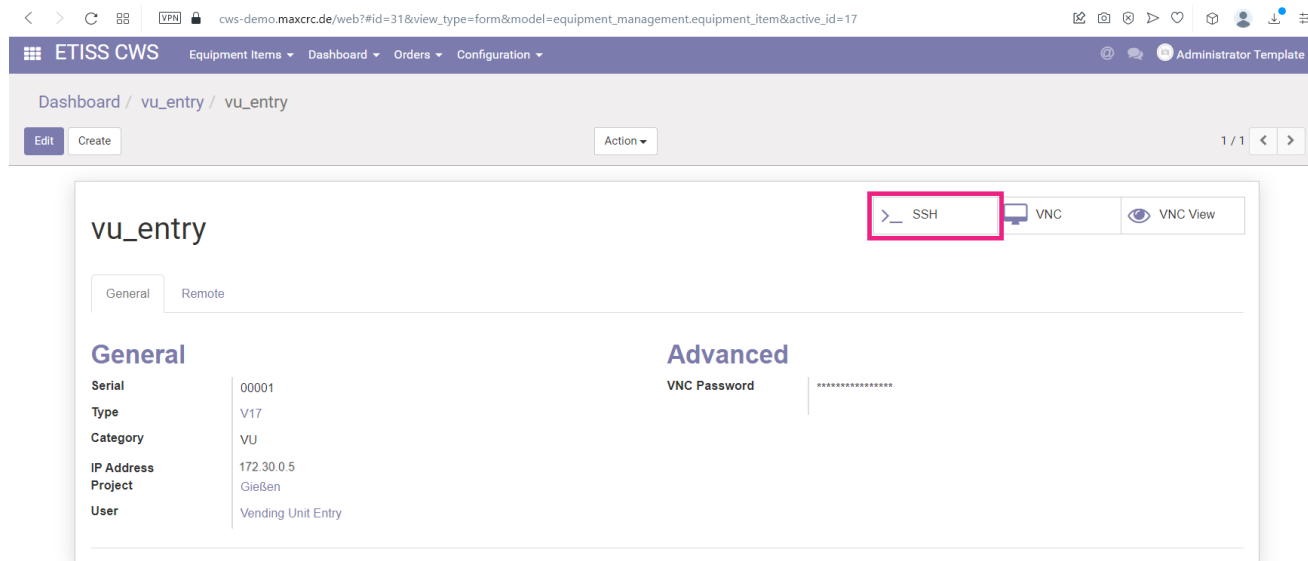 VPN cws-demo.maxcrc.de/web?#id=31&view_type=form&model=equipment_management.equipment_item&active_id=17
ETISS CWS Equipment Items Dashboard Orders Configuration @ Administrator Template
Dashboard / vu_entry / vu_entry
Edit Create Action 1 / 1
vu_entry
>_ SSH VNC VNC View
General Remote
General Advanced
Serial 00001 VNC Password ***************
Type V17
Category VU
IP Address 172.30.0.5
Project Gießen
User Vending Unit Entry